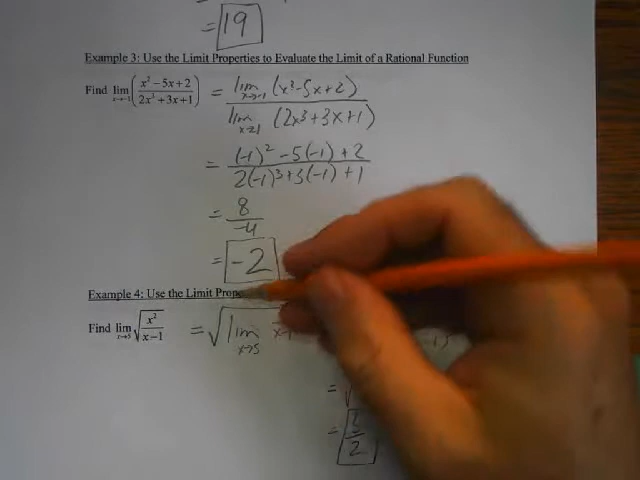 = 19
Example 3: Use the Limit Properties to Evaluate the Limit of a Rational Function
Find lim x→-1 (x² − 5x + 2 / 2x³ + 3x + 1) = lim x→-1 (x² - 5x + 2) / lim x→-1 (2x³ + 3x + 1)
= (-1)² - 5(-1) + 2 / 2(-1)³ + 3(-1) + 1
= 8 / -4
= -2
Example 4: Use the Limit
Find lim x→5 √(x² / x − 1) = √ lim x→5
=
= 2